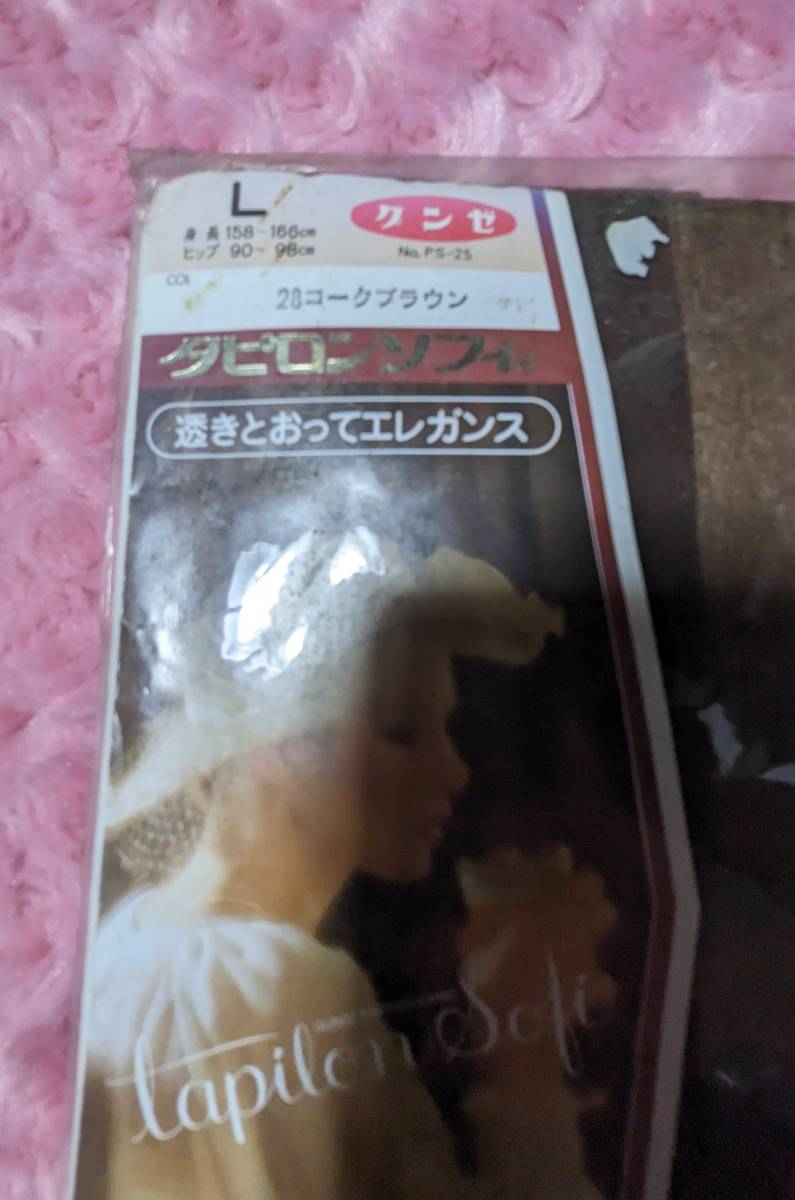 L
身長 158~166cm
ヒップ 90~98cm
グンゼ
No. PS-25
COL
28コークブラウン
タピロンソフィ
透きとおってエレガンス
Tapilon Sofi